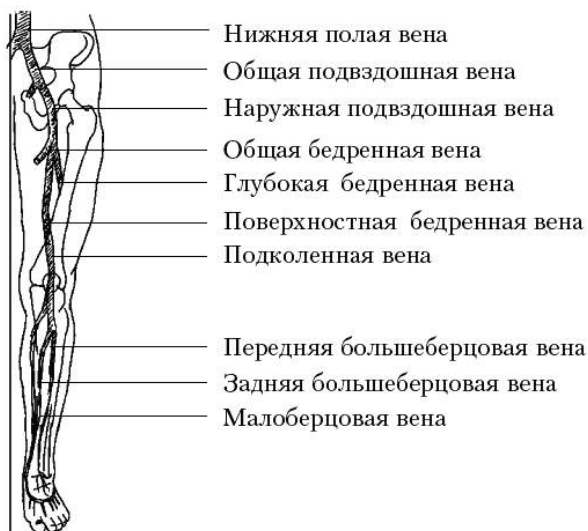 Нижняя полая вена
Общая подвздошная вена
Наружная подвздошная вена
Общая бедренная вена
Глубокая бедренная вена
Поверхностная бедренная вена
Подколенная вена
Передняя большеберцовая вена
Задняя большеберцовая вена
Малоберцовая вена